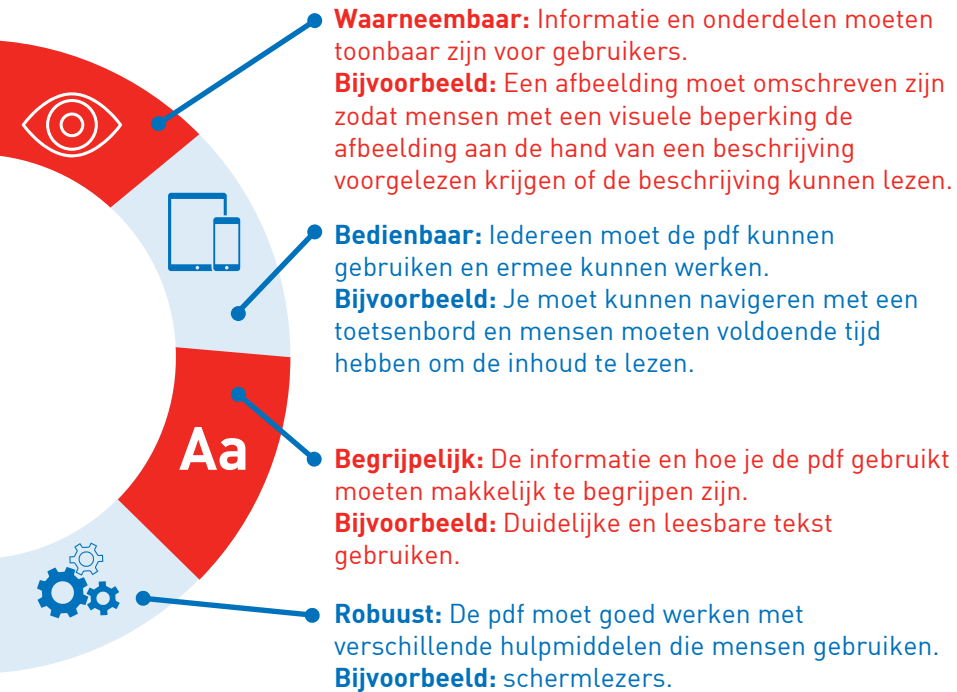 Waarneembaar: Informatie en onderdelen moeten
toonbaar zijn voor gebruikers.
Bijvoorbeeld: Een afbeelding moet omschreven zijn
zodat mensen met een visuele beperking de
afbeelding aan de hand van een beschrijving
voorgelezen krijgen of de beschrijving kunnen lezen.
Bedienbaar: Iedereen moet de pdf kunnen
gebruiken en ermee kunnen werken.
Bijvoorbeeld: Je moet kunnen navigeren met een
toetsenbord en mensen moeten voldoende tijd
hebben om de inhoud te lezen.
Aa
Begrijpelijk: De informatie en hoe je de pdf gebruikt
moeten makkelijk te begrijpen zijn.
Bijvoorbeeld: Duidelijke en leesbare tekst
gebruiken.
Robuust: De pdf moet goed werken met
verschillende hulpmiddelen die mensen gebruiken.
Bijvoorbeeld: schermlezers.